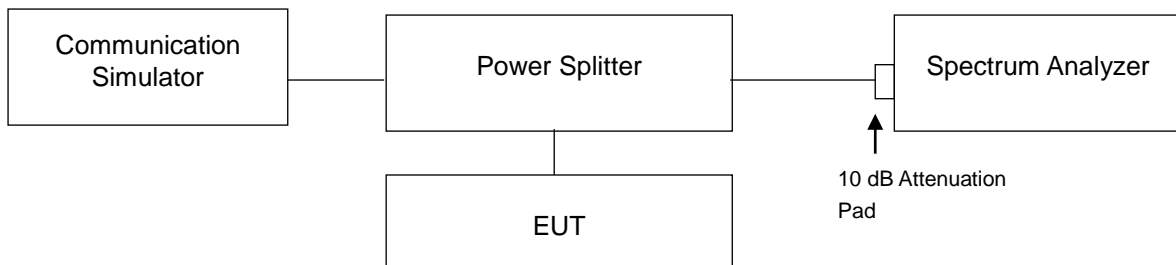 Communication
Simulator
Power Splitter
Spectrum Analyzer
10 dB Attenuation
Pad
EUT